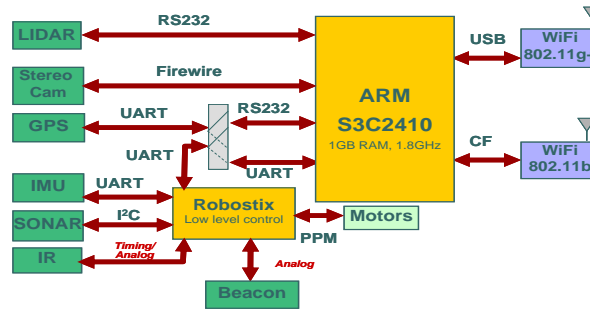 LIDAR
RS232
ARM
S3C2410
1GB RAM, 1.8GHz
USB
WiFi
802.11g-
Stereo
Cam
Firewire
GPS
UART
RS232
UART
UART
CF
WiFi
802.11b
IMU
UART
SONAR
I²C
Robostix
Low level control
PPM
Motors
IR
Timing/
Analog
Analog
Beacon